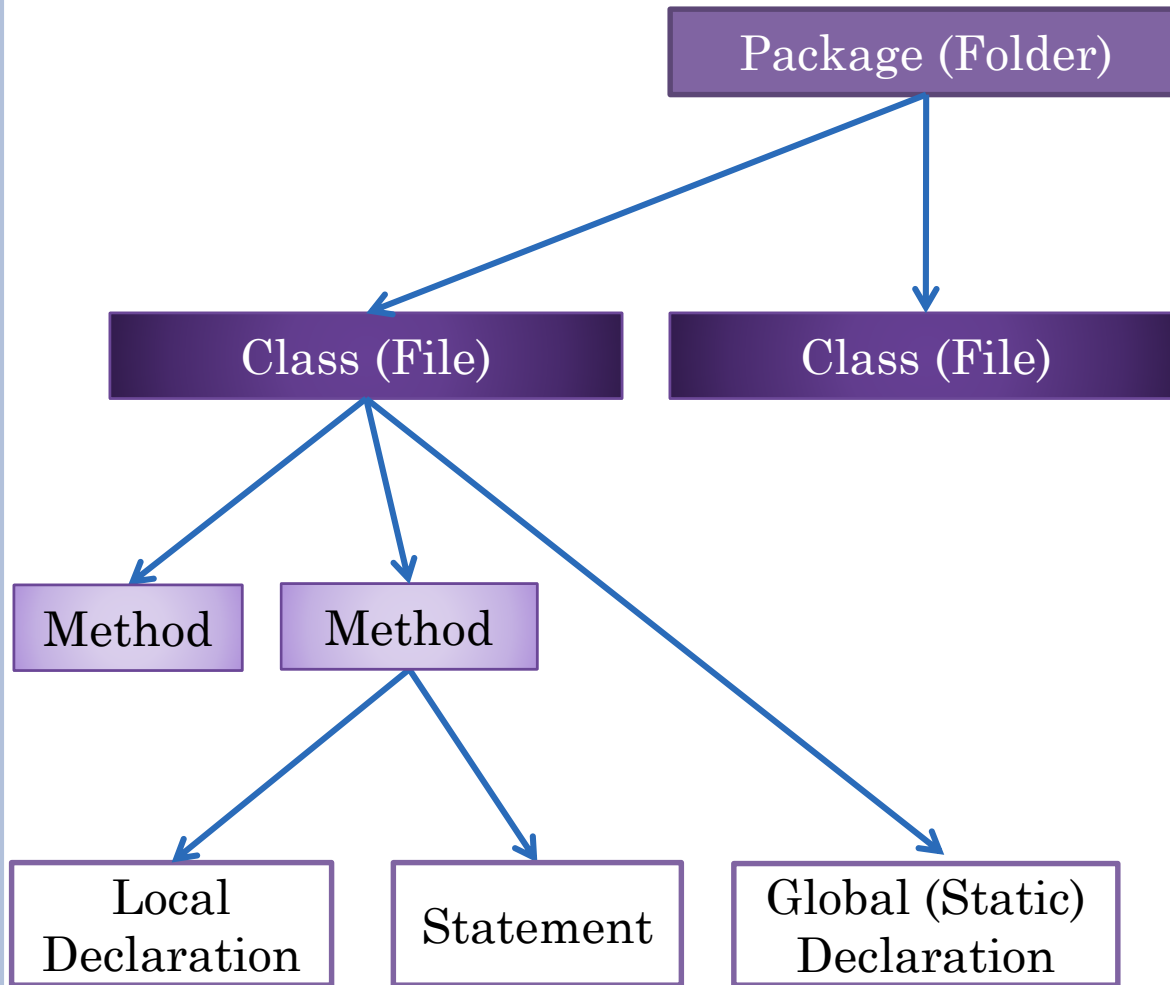 Package (Folder)
Class (File)
Class (File)
Method
Method
Local
Declaration
Statement
Global (Static)
Declaration